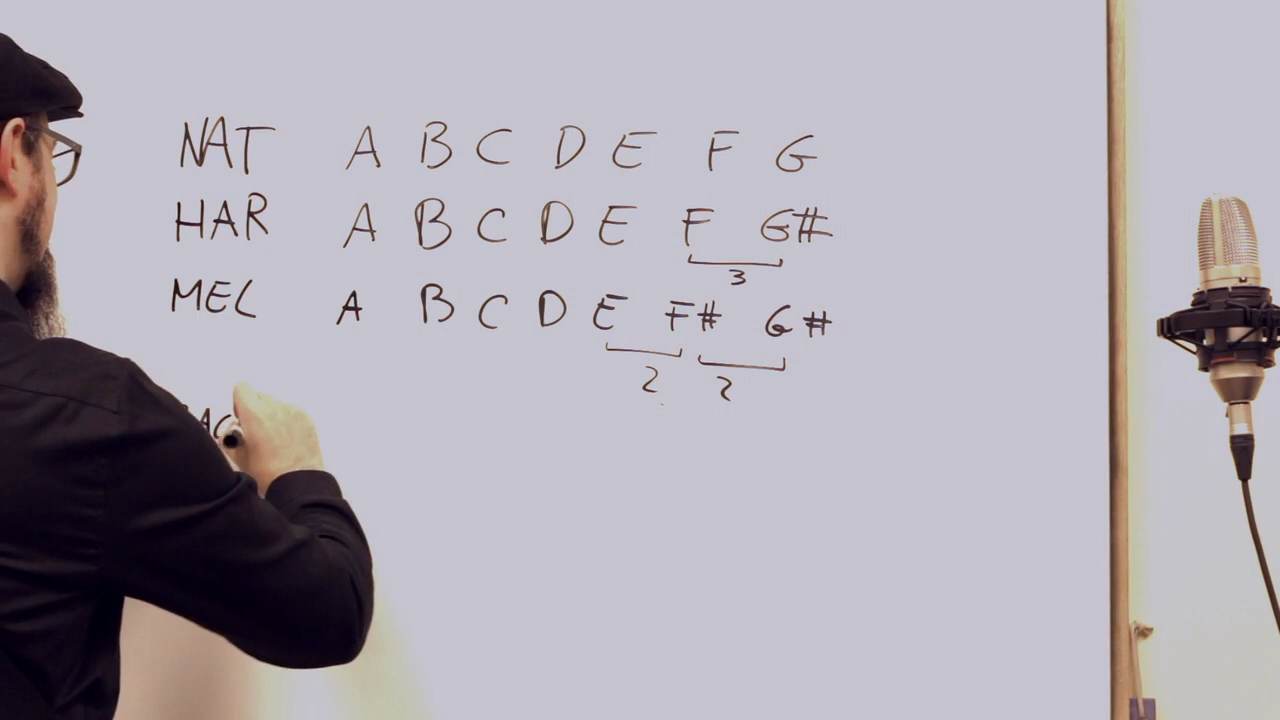 NAT A B C D E F G
HAR A B C D E F G#
3
MEL A B C D E F# G#
2 2